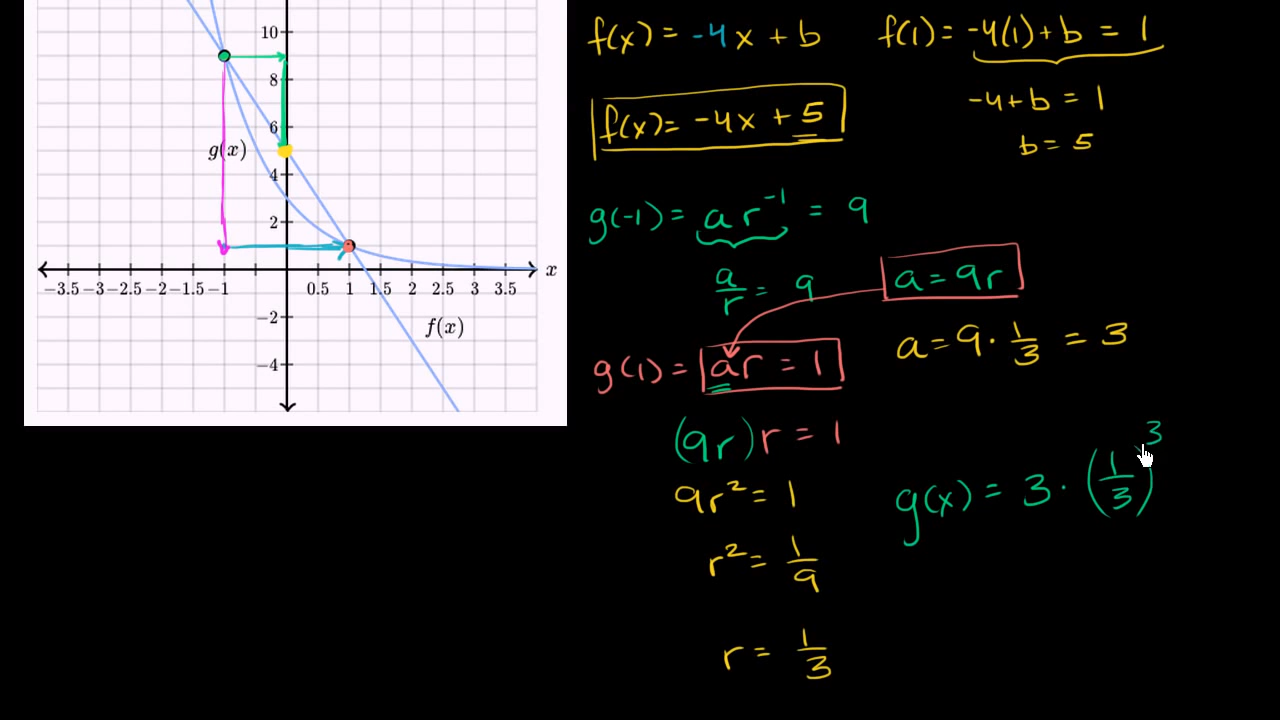 10
8
6
g(x)
4
2
x
−3.5 −3 −2.5 −2 −1.5 −1 0.5 1 1.5 2 2.5 3 3.5
−2
f(x)
−4
f(x) = -4x + b
f(x) = -4x + 5
f(1) = -4(1) + b = 1
-4 + b = 1
b = 5
g(-1) = ar⁻¹ = 9
a/r = 9
a = 9r
g(1) = ar = 1
a = 9 · 1/3 = 3
(9r)r = 1
9r² = 1
r² = 1/9
r = 1/3
g(x) = 3 · (1/3)³